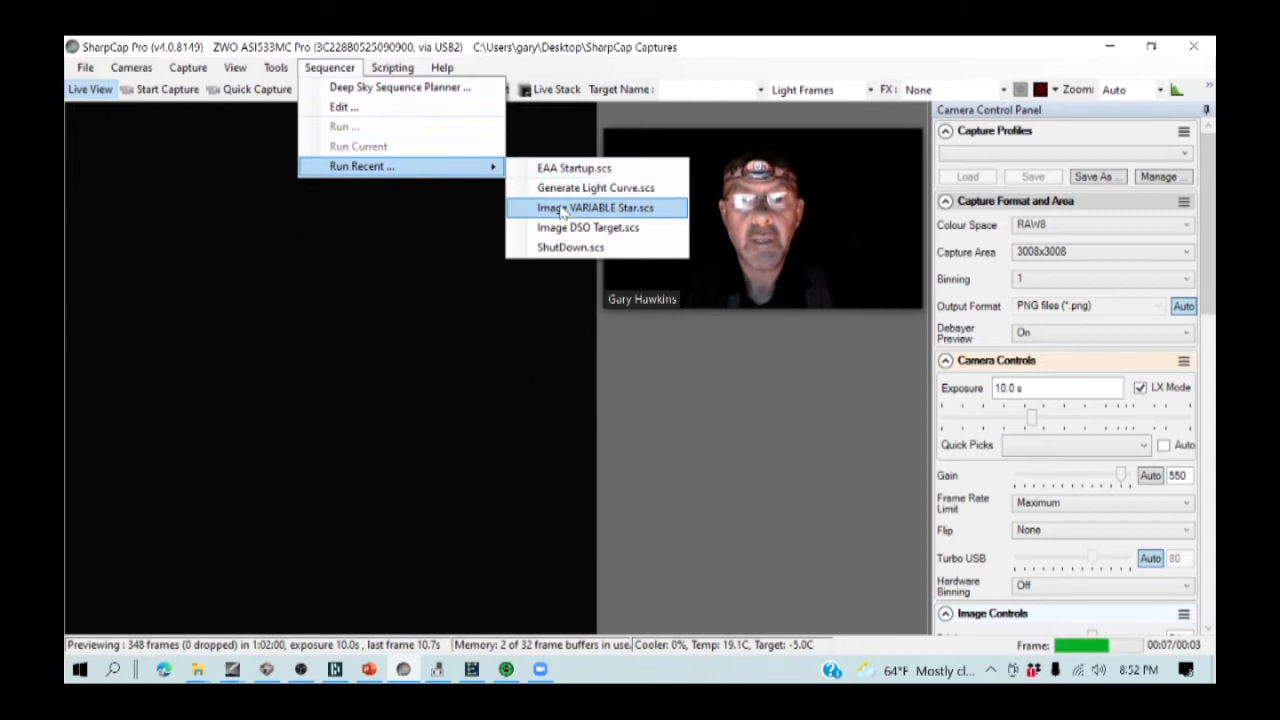 SharpCap Pro (v4.0.8149) ZWO ASI533MC Pro (3C228B0525090900, via USB2) C:\Users\gary\Desktop\SharpCap Captures
File Cameras Capture View Tools Sequencer Scripting Help
Live View Start Capture Quick Capture Live Stack Target Name: Light Frames FX: None Zoom: Auto
Deep Sky Sequence Planner ...
Edit ...
Run ...
Run Current
Run Recent ...
EAA Startup.scs
Generate Light Curve.scs
Image VARIABLE Star.scs
Image DSO Target.scs
ShutDown.scs
Gary Hawkins
Camera Control Panel
Capture Profiles
Load Save Save As ... Manage ...
Capture Format and Area
Colour Space RAW8
Capture Area 3008x3008
Binning 1
Output Format PNG files (*.png) Auto
Debayer Preview On
Camera Controls
Exposure 10.0 s LX Mode
Quick Picks Auto
Gain Auto 550
Frame Rate Limit Maximum
Flip None
Turbo USB Auto 80
Hardware Binning Off
Image Controls
Previewing : 348 frames (0 dropped) in 1:02:00, exposure 10.0s , last frame 10.7s Memory: 2 of 32 frame buffers in use. Cooler: 0%, Temp: 19.1C, Target: -5.0C Frame: 00:07/00:03
64°F Mostly cl... 8:52 PM